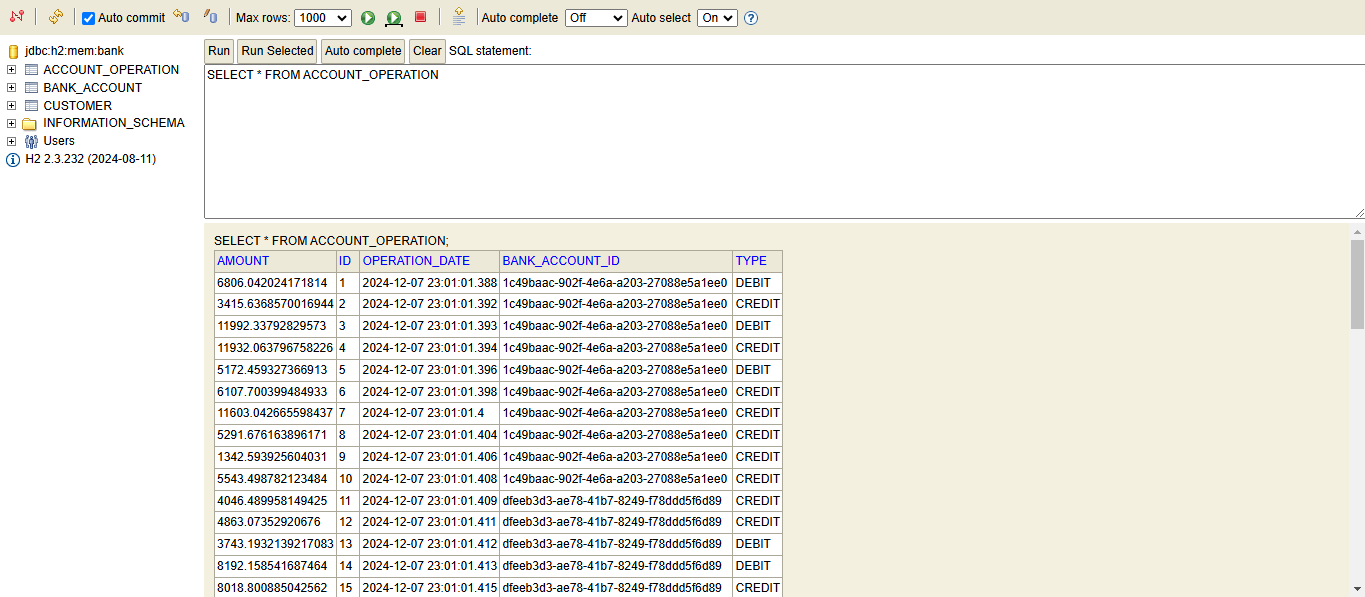 Auto commit Max rows: 1000 Auto complete Off Auto select On ?
jdbc:h2:mem:bank
ACCOUNT_OPERATION
BANK_ACCOUNT
CUSTOMER
INFORMATION_SCHEMA
Users
H2 2.3.232 (2024-08-11)
Run Run Selected Auto complete Clear SQL statement:
SELECT * FROM ACCOUNT_OPERATION
SELECT * FROM ACCOUNT_OPERATION;
AMOUNT ID OPERATION_DATE BANK_ACCOUNT_ID TYPE
6806.042024171814 1 2024-12-07 23:01:01.388 1c49baac-902f-4e6a-a203-27088e5a1ee0 DEBIT
3415.6368570016944 2 2024-12-07 23:01:01.392 1c49baac-902f-4e6a-a203-27088e5a1ee0 CREDIT
11992.33792829573 3 2024-12-07 23:01:01.393 1c49baac-902f-4e6a-a203-27088e5a1ee0 DEBIT
11932.063796758226 4 2024-12-07 23:01:01.394 1c49baac-902f-4e6a-a203-27088e5a1ee0 CREDIT
5172.459327366913 5 2024-12-07 23:01:01.396 1c49baac-902f-4e6a-a203-27088e5a1ee0 DEBIT
6107.700399484933 6 2024-12-07 23:01:01.398 1c49baac-902f-4e6a-a203-27088e5a1ee0 CREDIT
11603.042665598437 7 2024-12-07 23:01:01.4 1c49baac-902f-4e6a-a203-27088e5a1ee0 CREDIT
5291.676163896171 8 2024-12-07 23:01:01.404 1c49baac-902f-4e6a-a203-27088e5a1ee0 CREDIT
1342.593925604031 9 2024-12-07 23:01:01.406 1c49baac-902f-4e6a-a203-27088e5a1ee0 CREDIT
5543.498782123484 10 2024-12-07 23:01:01.408 1c49baac-902f-4e6a-a203-27088e5a1ee0 CREDIT
4046.489958149425 11 2024-12-07 23:01:01.409 dfeeb3d3-ae78-41b7-8249-f78ddd5f6d89 CREDIT
4863.07352920676 12 2024-12-07 23:01:01.411 dfeeb3d3-ae78-41b7-8249-f78ddd5f6d89 CREDIT
3743.1932139217083 13 2024-12-07 23:01:01.412 dfeeb3d3-ae78-41b7-8249-f78ddd5f6d89 DEBIT
8192.158541687464 14 2024-12-07 23:01:01.413 dfeeb3d3-ae78-41b7-8249-f78ddd5f6d89 DEBIT
8018.800885042562 15 2024-12-07 23:01:01.415 dfeeb3d3-ae78-41b7-8249-f78ddd5f6d89 CREDIT